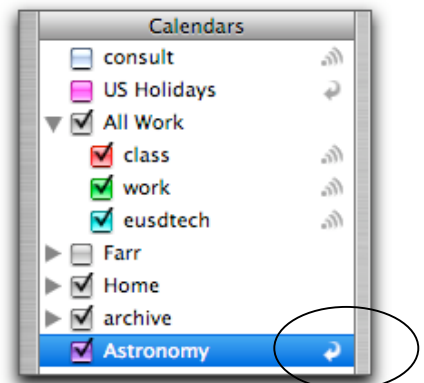 Calendars
consult
US Holidays
All Work
class
work
eusdtech
Farr
Home
archive
Astronomy